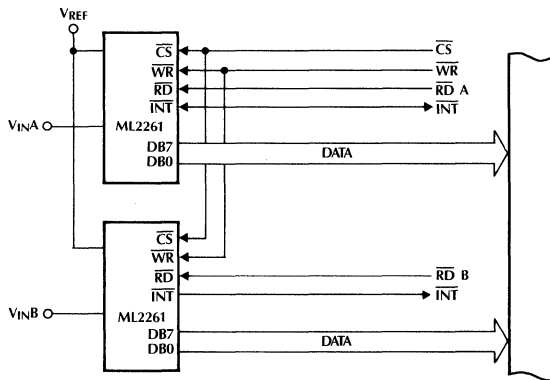 VREF
CS
CS
WR
WR
RD
RD A
INT
INT
VINA
ML2261
DB7
DB0
DATA
CS
WR
RD
RD B
INT
INT
VINB
ML2261
DB7
DB0
DATA